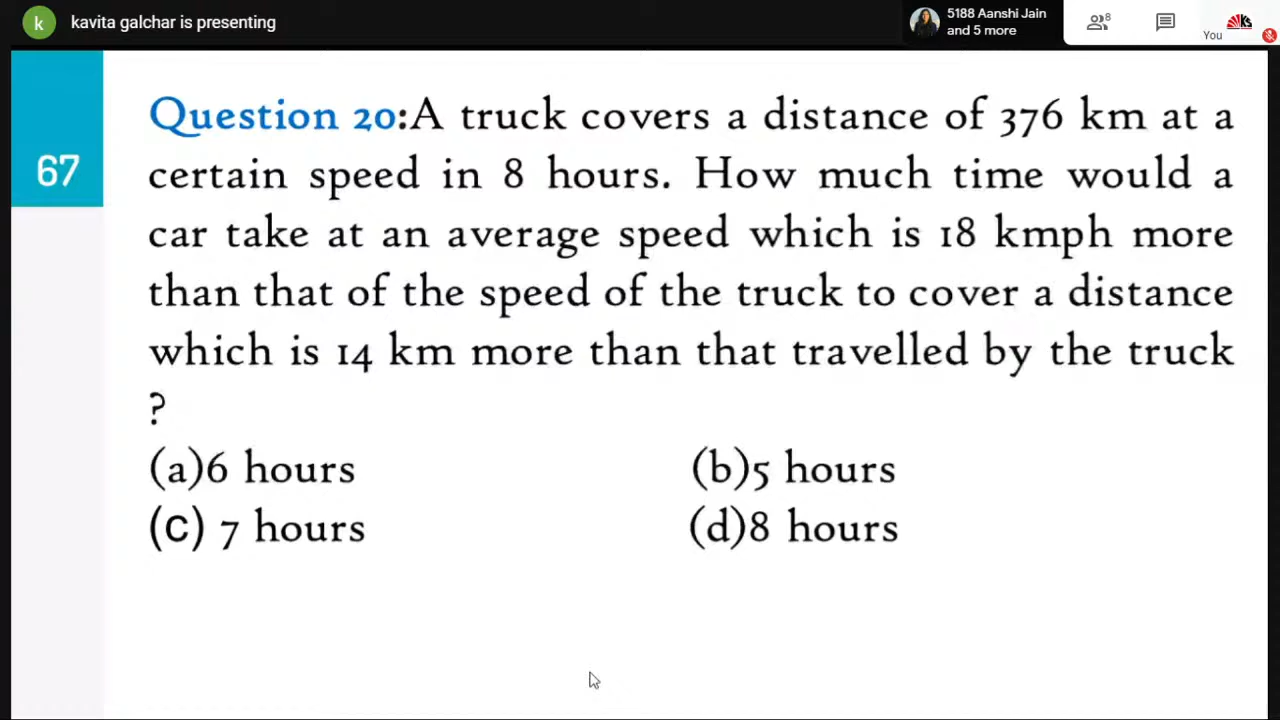 k kavita galchar is presenting
5188 Aanshi Jain
and 5 more
8
You
ks
67
Question 20:A truck covers a distance of 376 km at a
certain speed in 8 hours. How much time would a
car take at an average speed which is 18 kmph more
than that of the speed of the truck to cover a distance
which is 14 km more than that travelled by the truck
?
(a)6 hours (b)5 hours
(c) 7 hours (d)8 hours